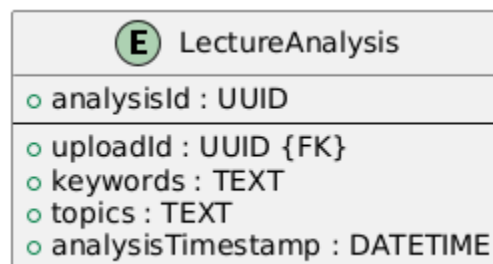 E LectureAnalysis
analysisId : UUID
uploadId : UUID {FK}
keywords : TEXT
topics : TEXT
analysisTimestamp : DATETIME